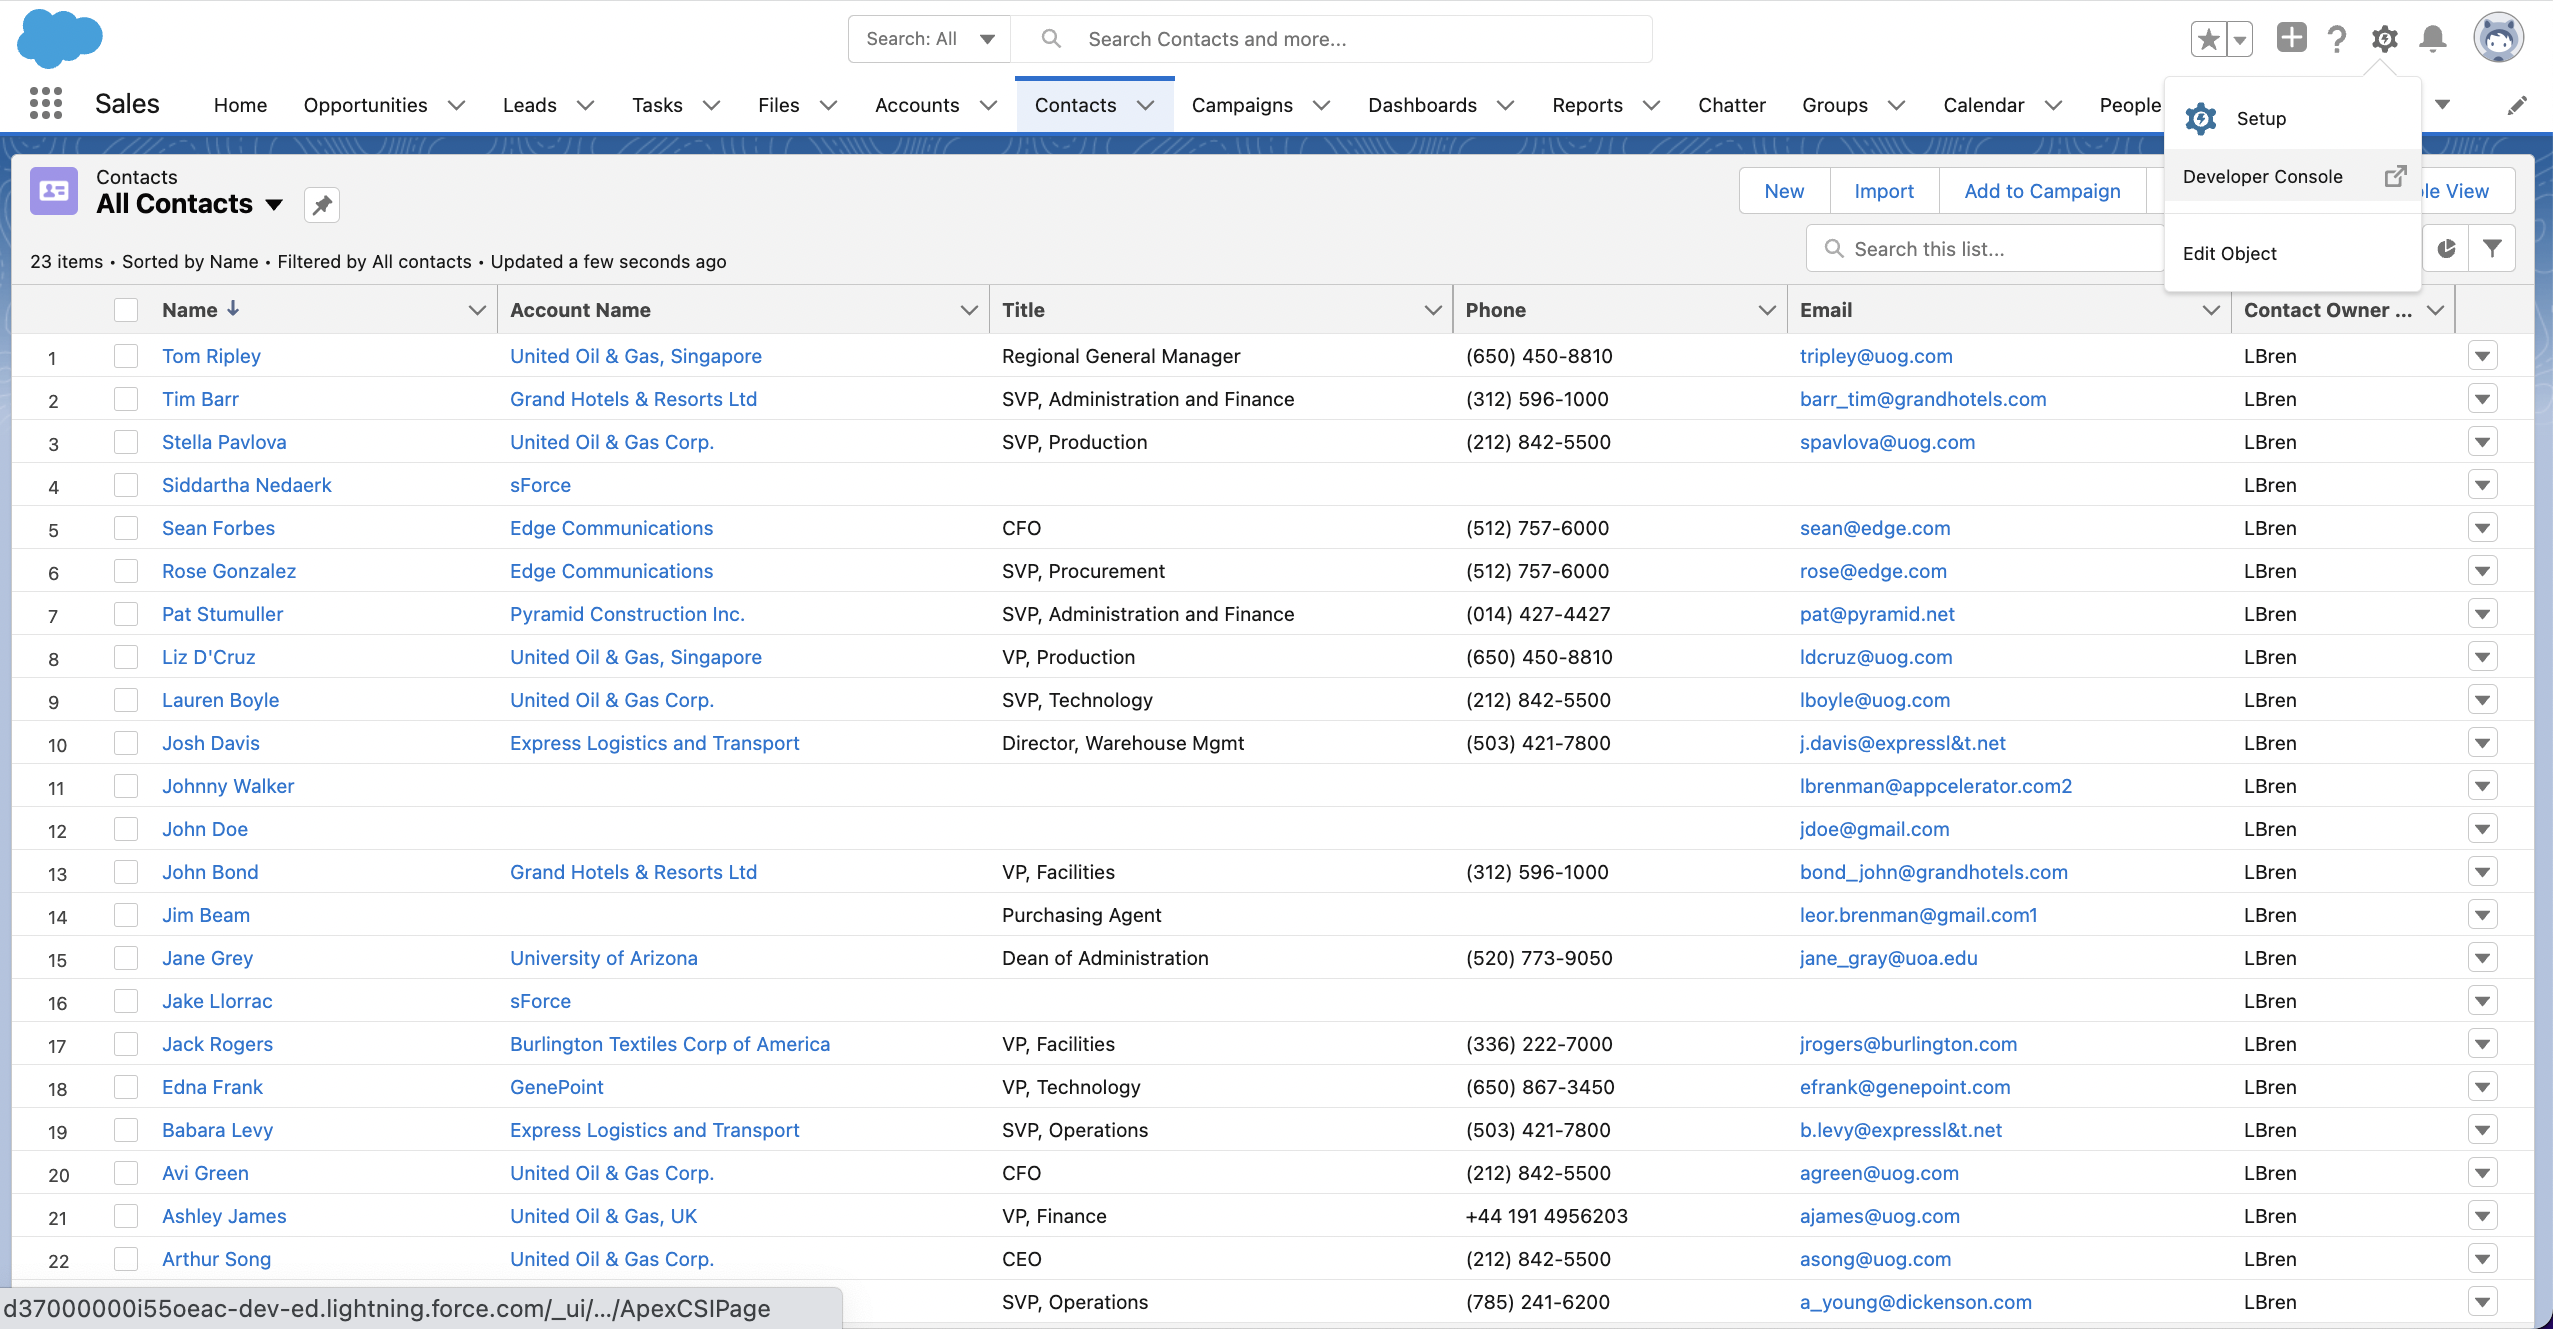 Search: All Search Contacts and more...
Sales Home Opportunities Leads Tasks Files Accounts Contacts Campaigns Dashboards Reports Chatter Groups Calendar People
Setup
Developer Console
Edit Object
Contacts
All Contacts
New Import Add to Campaign le View
23 items • Sorted by Name • Filtered by All contacts • Updated a few seconds ago
Search this list...
Name Account Name Title Phone Email Contact Owner ...
1 Tom Ripley United Oil & Gas, Singapore Regional General Manager (650) 450-8810 tripley@uog.com LBren
2 Tim Barr Grand Hotels & Resorts Ltd SVP, Administration and Finance (312) 596-1000 barr_tim@grandhotels.com LBren
3 Stella Pavlova United Oil & Gas Corp. SVP, Production (212) 842-5500 spavlova@uog.com LBren
4 Siddartha Nedaerk sForce LBren
5 Sean Forbes Edge Communications CFO (512) 757-6000 sean@edge.com LBren
6 Rose Gonzalez Edge Communications SVP, Procurement (512) 757-6000 rose@edge.com LBren
7 Pat Stumuller Pyramid Construction Inc. SVP, Administration and Finance (014) 427-4427 pat@pyramid.net LBren
8 Liz D'Cruz United Oil & Gas, Singapore VP, Production (650) 450-8810 ldcruz@uog.com LBren
9 Lauren Boyle United Oil & Gas Corp. SVP, Technology (212) 842-5500 lboyle@uog.com LBren
10 Josh Davis Express Logistics and Transport Director, Warehouse Mgmt (503) 421-7800 j.davis@expressl&t.net LBren
11 Johnny Walker lbrenman@appcelerator.com2 LBren
12 John Doe jdoe@gmail.com LBren
13 John Bond Grand Hotels & Resorts Ltd VP, Facilities (312) 596-1000 bond_john@grandhotels.com LBren
14 Jim Beam Purchasing Agent leor.brenman@gmail.com1 LBren
15 Jane Grey University of Arizona Dean of Administration (520) 773-9050 jane_gray@uoa.edu LBren
16 Jake Llorrac sForce LBren
17 Jack Rogers Burlington Textiles Corp of America VP, Facilities (336) 222-7000 jrogers@burlington.com LBren
18 Edna Frank GenePoint VP, Technology (650) 867-3450 efrank@genepoint.com LBren
19 Babara Levy Express Logistics and Transport SVP, Operations (503) 421-7800 b.levy@expressl&t.net LBren
20 Avi Green United Oil & Gas Corp. CFO (212) 842-5500 agreen@uog.com LBren
21 Ashley James United Oil & Gas, UK VP, Finance +44 191 4956203 ajames@uog.com LBren
22 Arthur Song United Oil & Gas Corp. CEO (212) 842-5500 asong@uog.com LBren
SVP, Operations (785) 241-6200 a_young@dickenson.com LBren
d37000000i55oeac-dev-ed.lightning.force.com/_ui/.../ApexCSIPage